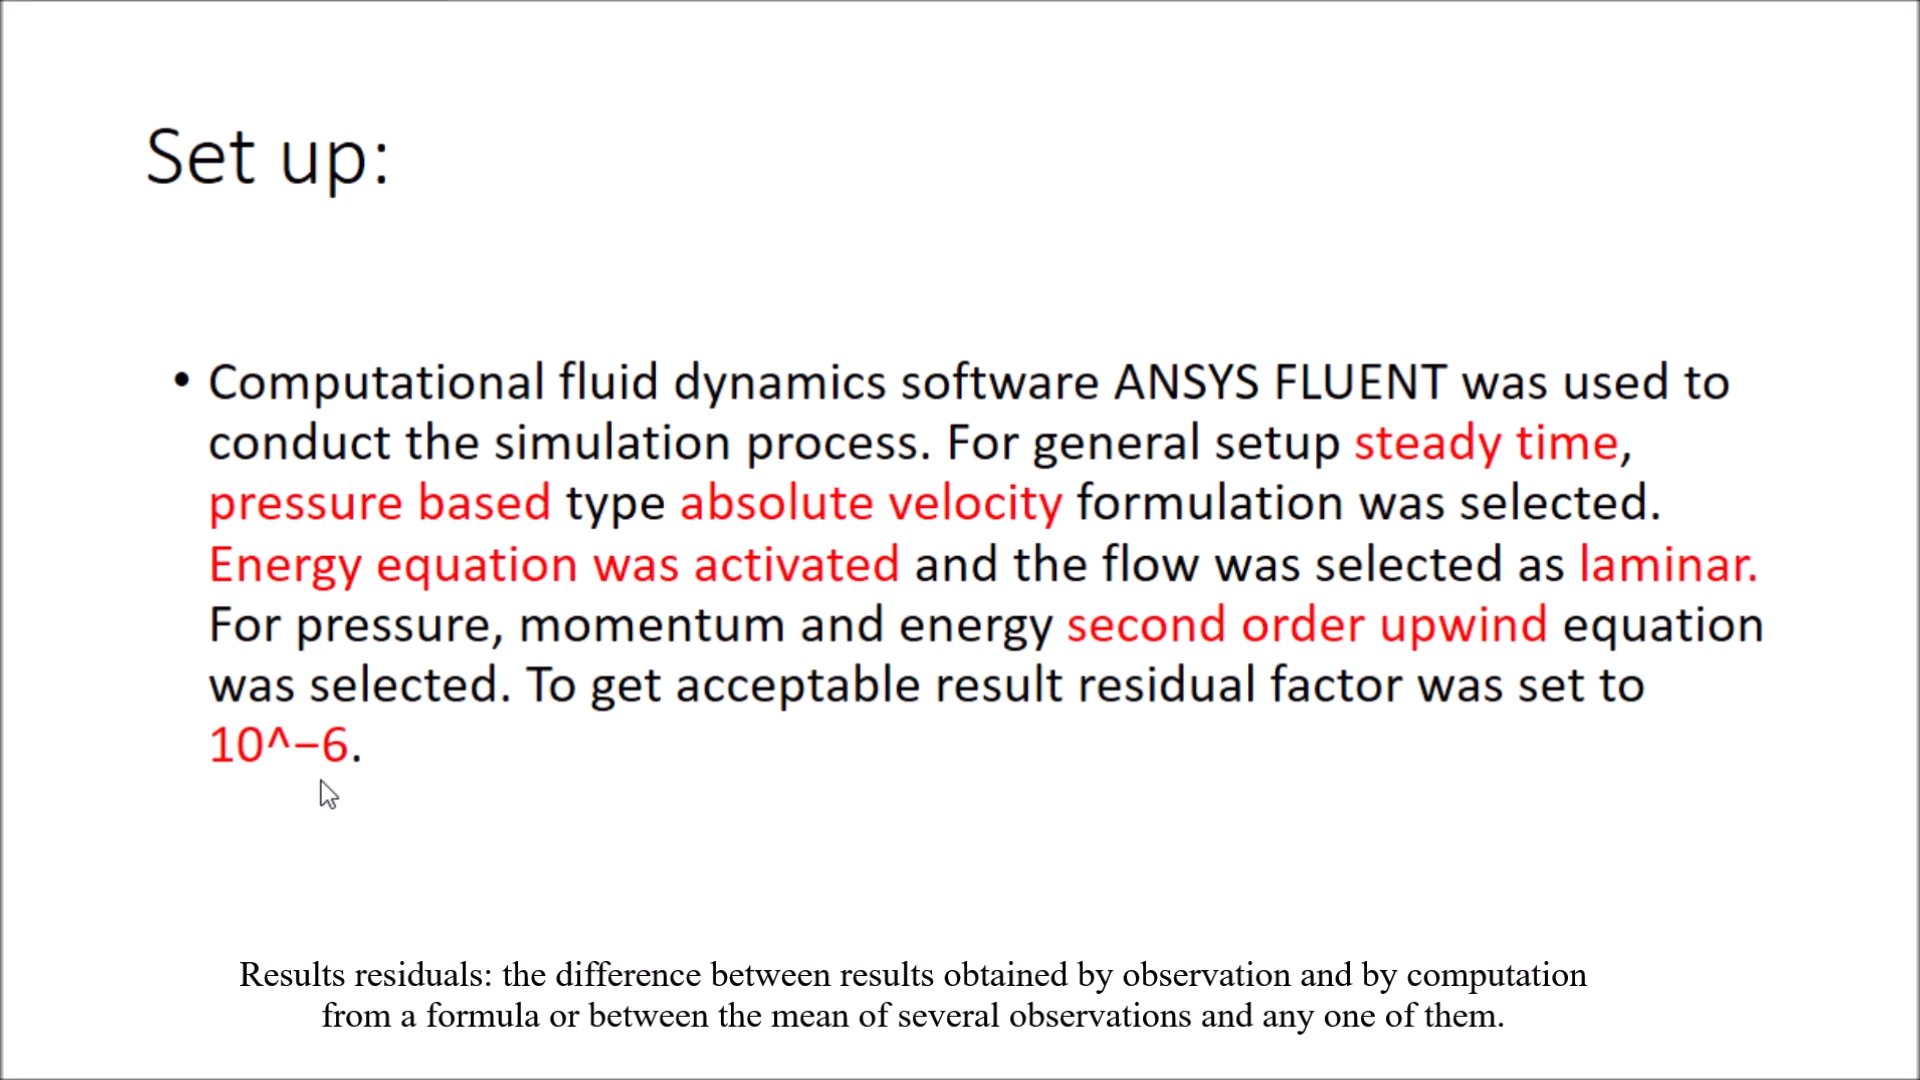 Set up:
• Computational fluid dynamics software ANSYS FLUENT was used to
conduct the simulation process. For general setup steady time,
pressure based type absolute velocity formulation was selected.
Energy equation was activated and the flow was selected as laminar.
For pressure, momentum and energy second order upwind equation
was selected. To get acceptable result residual factor was set to
10^−6.
Results residuals: the difference between results obtained by observation and by computation
from a formula or between the mean of several observations and any one of them.